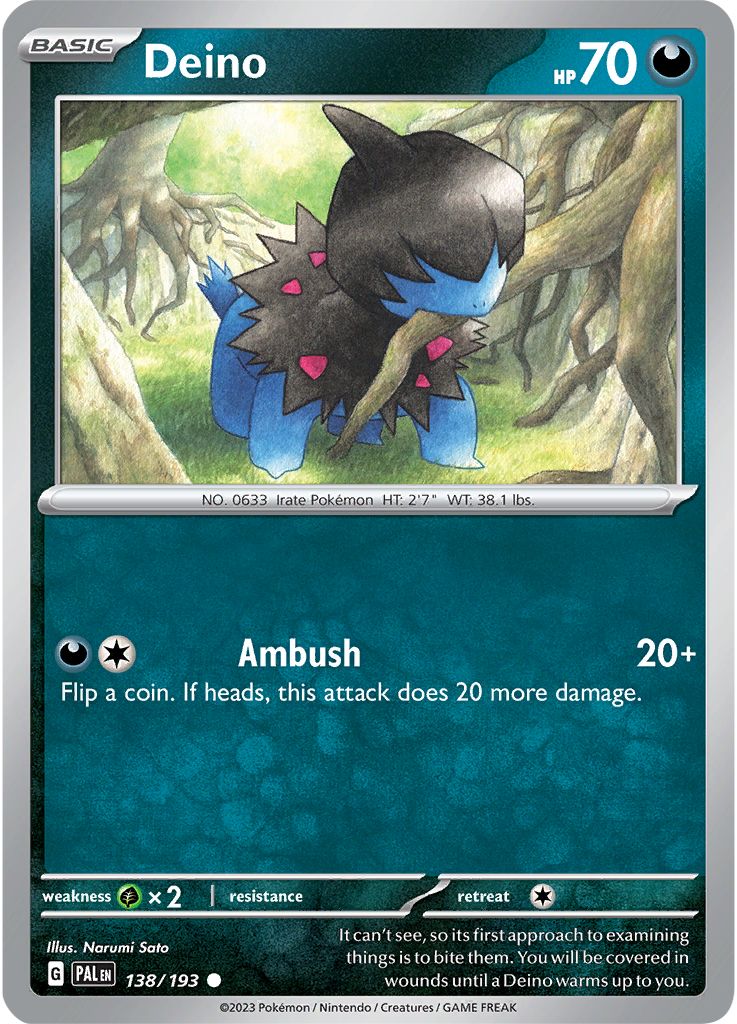 BASIC
Deino
HP 70
NO. 0633 Irate Pokémon HT: 2'7" WT: 38.1 lbs.
Ambush 20+
Flip a coin. If heads, this attack does 20 more damage.
weakness ×2 resistance retreat
Illus. Narumi Sato
It can't see, so its first approach to examining
things is to bite them. You will be covered in
wounds until a Deino warms up to you.
G PAL EN 138/193
©2023 Pokémon / Nintendo / Creatures / GAME FREAK